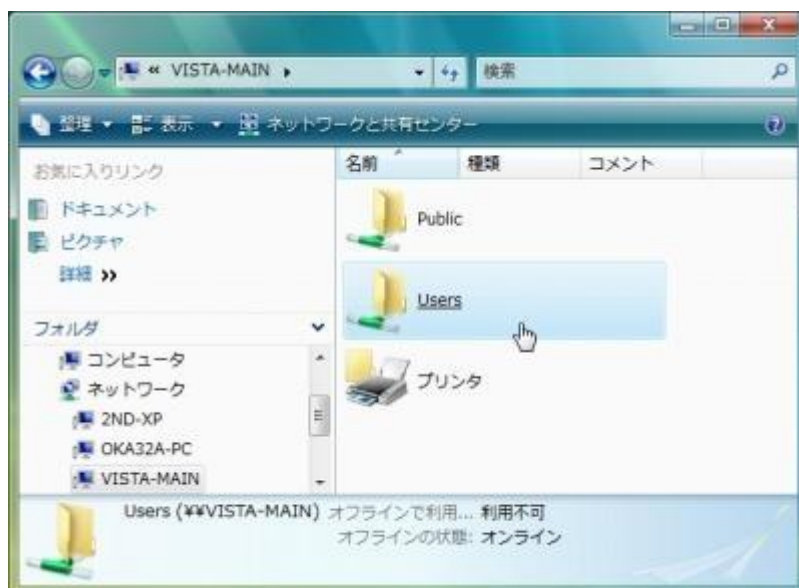 « VISTA-MAIN ▸
検索
整理 表示 ネットワークと共有センター
お気に入りリンク
ドキュメント
ピクチャ
詳細 »
フォルダ
コンピュータ
ネットワーク
2ND-XP
OKA32A-PC
VISTA-MAIN
名前 種類 コメント
Public
Users
プリンタ
Users (¥¥VISTA-MAIN) オフラインで利用... 利用不可
オフラインの状態: オンライン